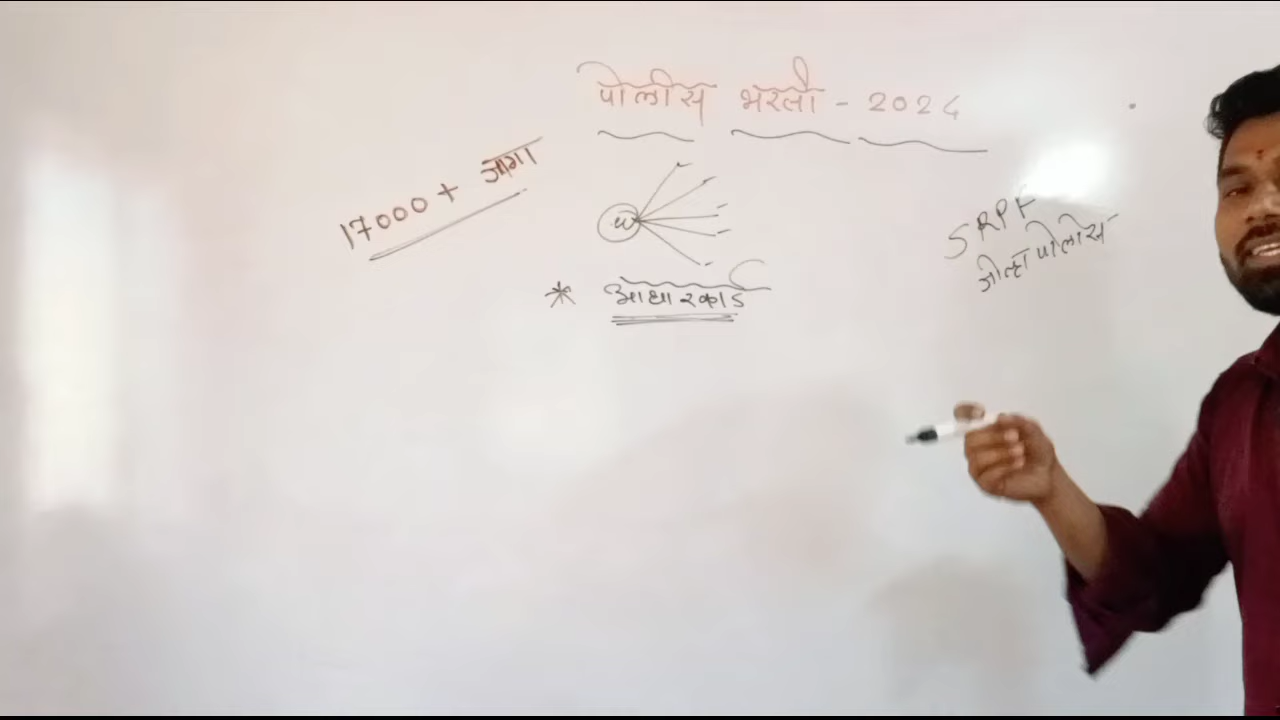 पोलीस भरती - 2024
17000+ जागा
SRPF
जील्हा पोलीस
* आधारकार्ड